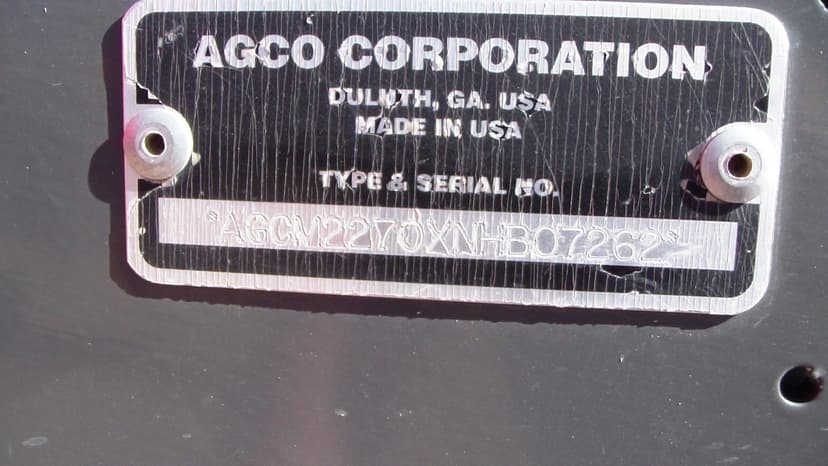 AGCO CORPORATION
DULUTH, GA. USA
MADE IN USA
TYPE & SERIAL NO.
*AGCM2270XNHB07262*